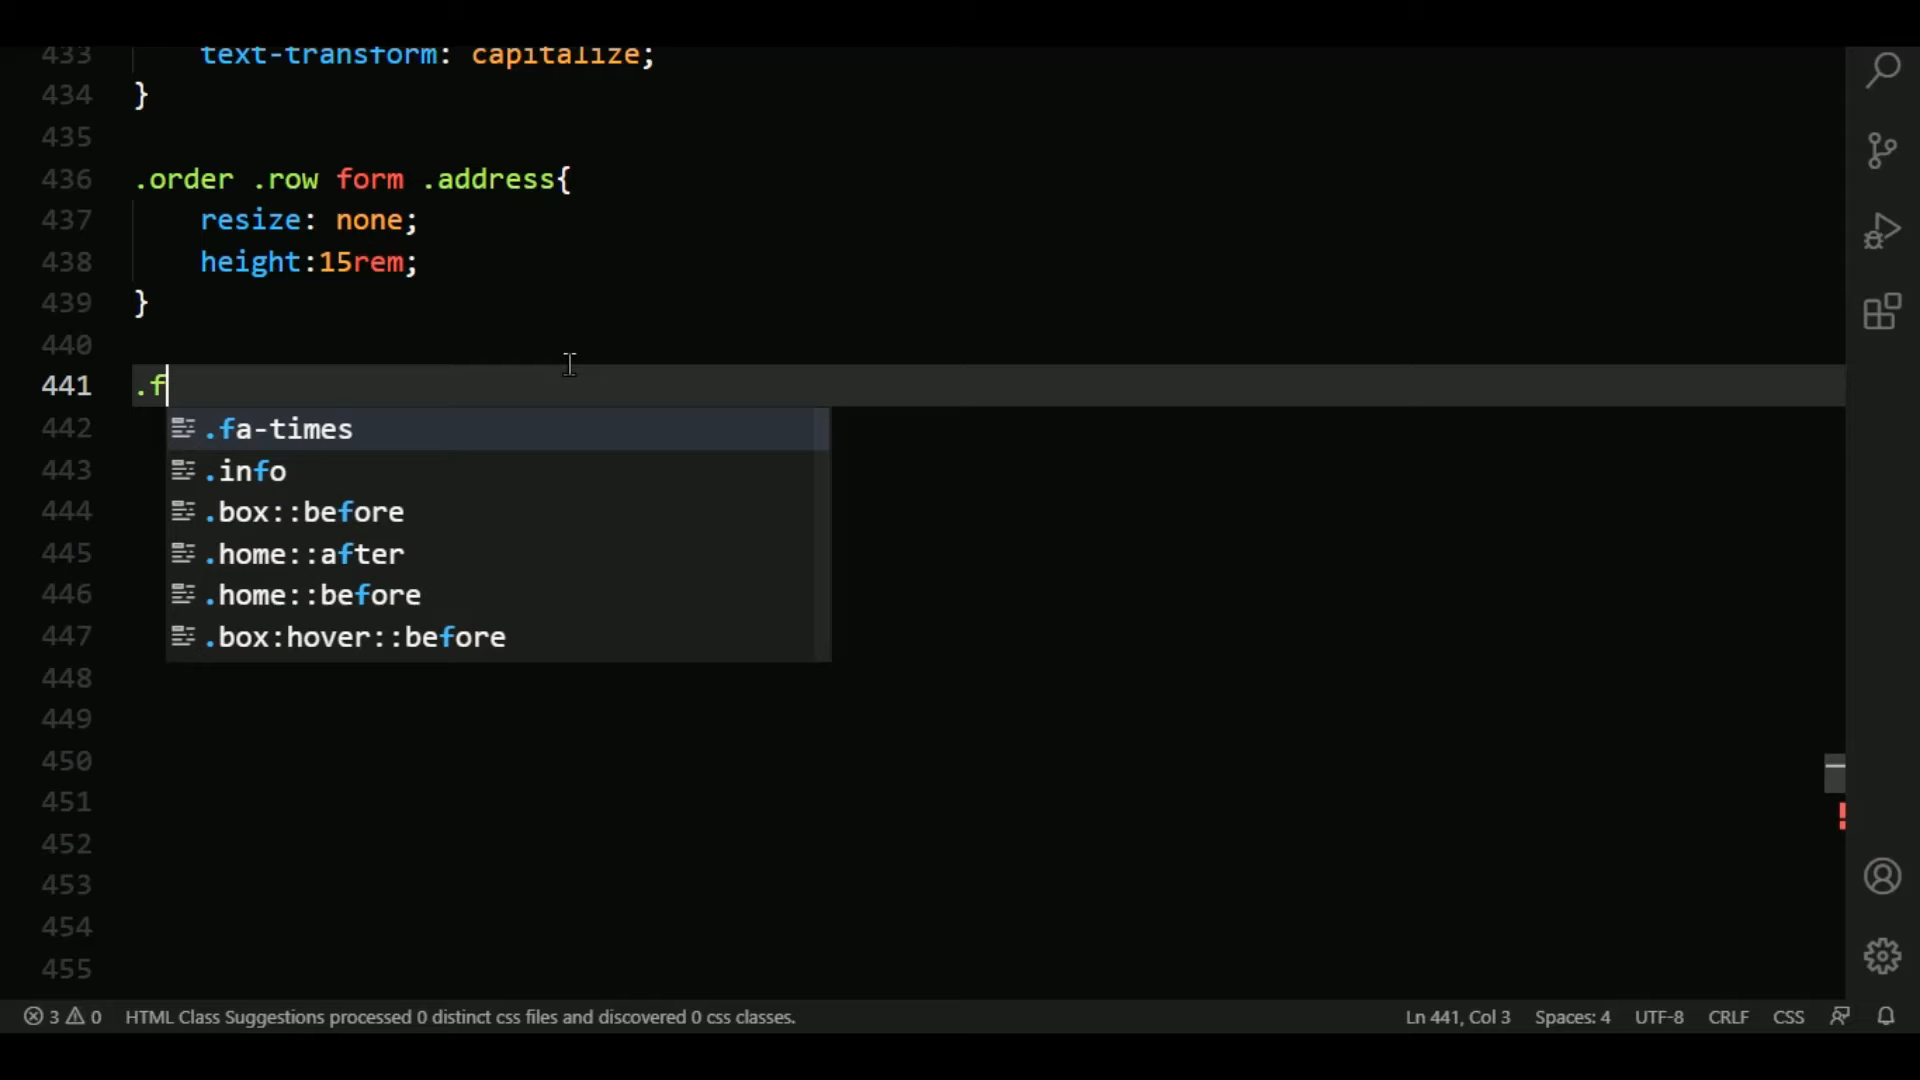 433 text-transform: capitalize;
434 }
435
436 .order .row form .address{
437 resize: none;
438 height:15rem;
439 }
440
441 .f
442 .fa-times
443 .info
444 .box::before
445 .home::after
446 .home::before
447 .box:hover::before
448
449
450
451
452
453
454
455
3 0 HTML Class Suggestions processed 0 distinct css files and discovered 0 css classes. Ln 441, Col 3 Spaces: 4 UTF-8 CRLF CSS